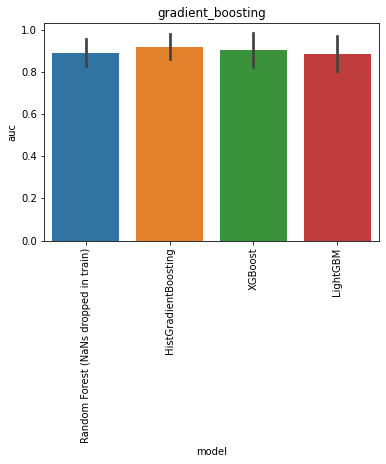 gradient_boosting
1.0
0.8
0.6
0.4
0.2
0.0
auc
Random Forest (NaNs dropped in train)
HistGradientBoosting
XGBoost
LightGBM
model